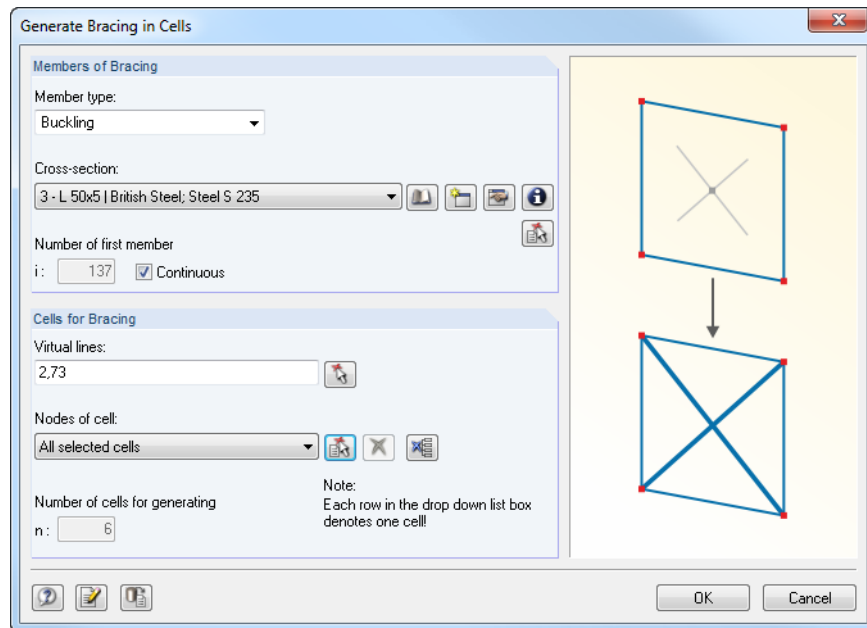 Generate Bracing in Cells
Members of Bracing
Member type:
Buckling
Cross-section:
3 - L 50x5 | British Steel; Steel S 235
Number of first member
i : 137 Continuous
Cells for Bracing
Virtual lines:
2,73
Nodes of cell:
All selected cells
Number of cells for generating
n : 6
Note:
Each row in the drop down list box
denotes one cell!
OK Cancel